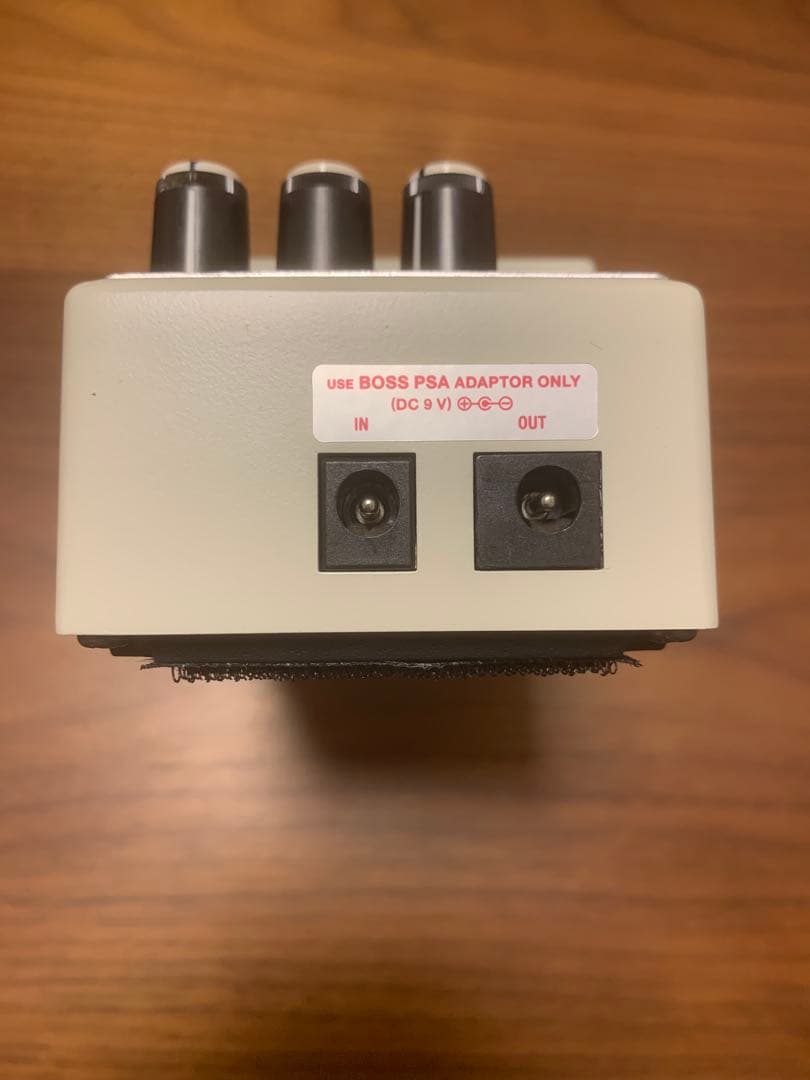 USE BOSS PSA ADAPTOR ONLY
(DC 9 V)
IN OUT